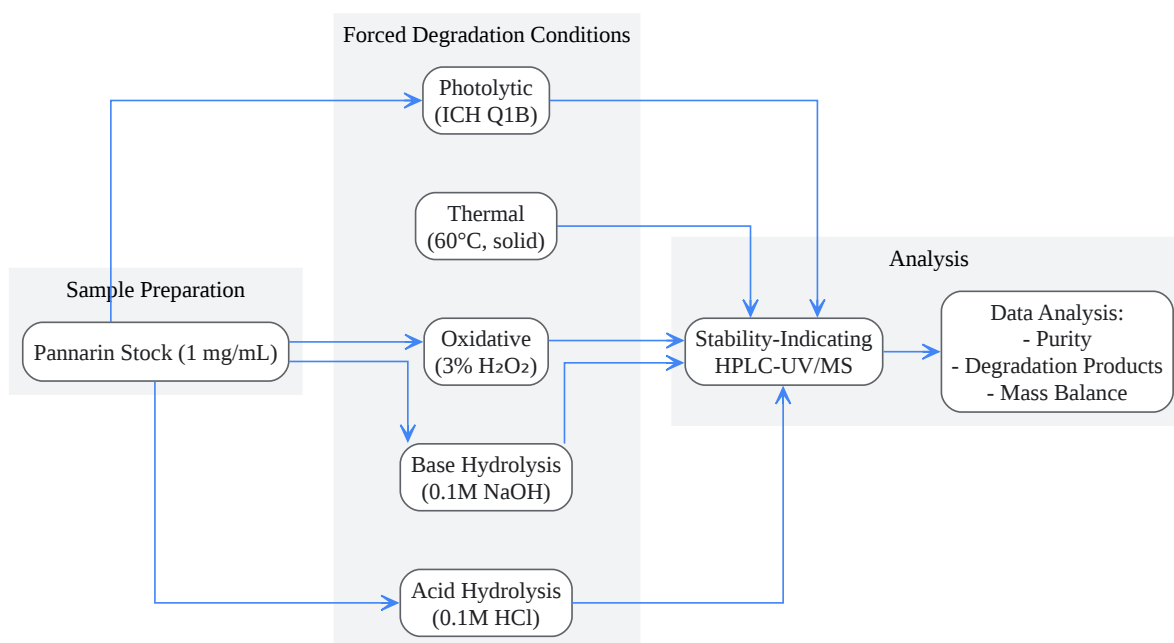 Forced Degradation Conditions
Photolytic
(ICH Q1B)
Thermal
(60°C, solid)
Analysis
Sample Preparation
Pannarin Stock (1 mg/mL)
Oxidative
(3% H₂O₂)
Stability-Indicating
HPLC-UV/MS
Data Analysis:
- Purity
- Degradation Products
- Mass Balance
Base Hydrolysis
(0.1M NaOH)
Acid Hydrolysis
(0.1M HCl)